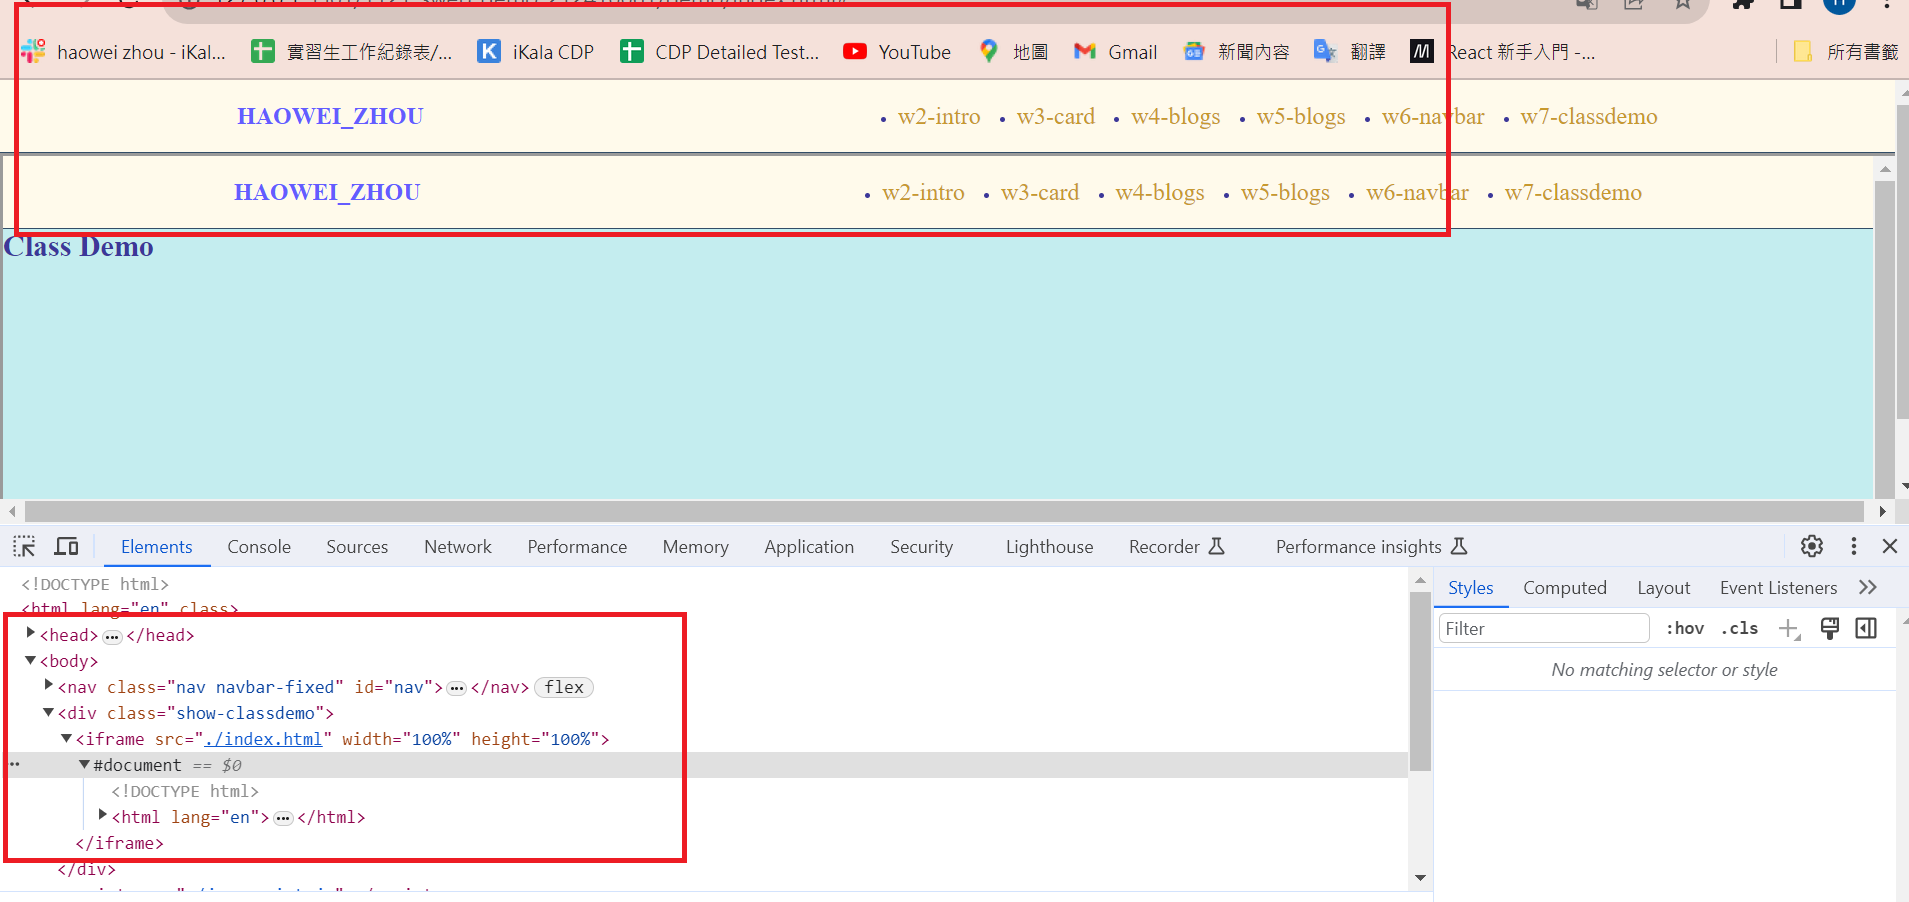 haowei zhou - iKala... 實習生工作紀錄表/... iKala CDP CDP Detailed Test... YouTube 地圖 Gmail 新聞內容 翻譯 React 新手入門 -... 所有書籤
HAOWEI_ZHOU
• w2-intro • w3-card • w4-blogs • w5-blogs • w6-navbar • w7-classdemo
HAOWEI_ZHOU
• w2-intro • w3-card • w4-blogs • w5-blogs • w6-navbar • w7-classdemo
Class Demo
Elements Console Sources Network Performance Memory Application Security Lighthouse Recorder Performance insights
<!DOCTYPE html>
<html lang="en" class>
<head>…</head>
<body>
<nav class="nav navbar-fixed" id="nav">…</nav> flex
<div class="show-classdemo">
<iframe src="./index.html" width="100%" height="100%">
#document == $0
<!DOCTYPE html>
<html lang="en">…</html>
</iframe>
</div>
Styles Computed Layout Event Listeners
Filter :hov .cls
No matching selector or style